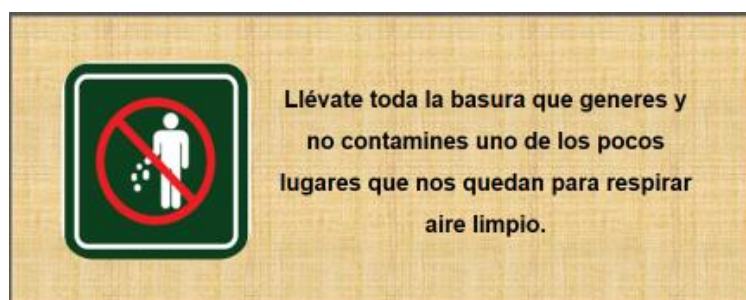 Llévate toda la basura que generes y
no contamines uno de los pocos
lugares que nos quedan para respirar
aire limpio.